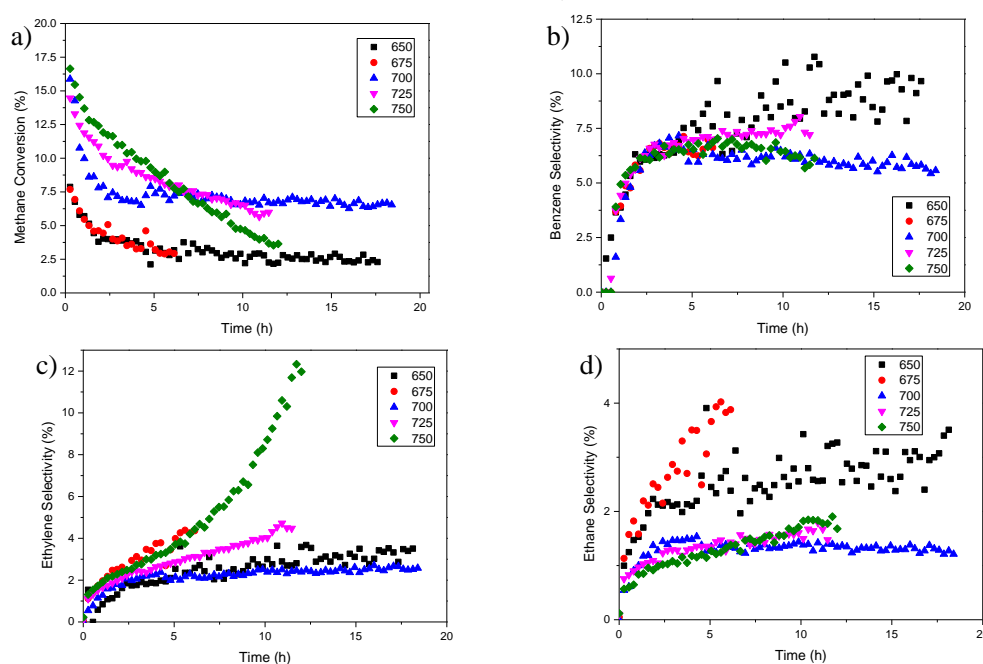 a)
20.0
17.5
15.0
12.5
10.0
7.5
5.0
2.5
0.0
Methane Conversion (%)
650
675
700
725
750
0 5 10 15 20
Time (h)
b)
12.5
10.0
7.5
5.0
2.5
0.0
Benzene Selectivity (%)
650
675
700
725
750
0 5 10 15 20
Time (h)
c)
12
10
8
6
4
2
0
Ethylene Selectivity (%)
650
675
700
725
750
0 5 10 15 20
Time (h)
d)
4
2
0
Ethane Selectivity (%)
650
675
700
725
750
0 5 10 15 20
Time (h)